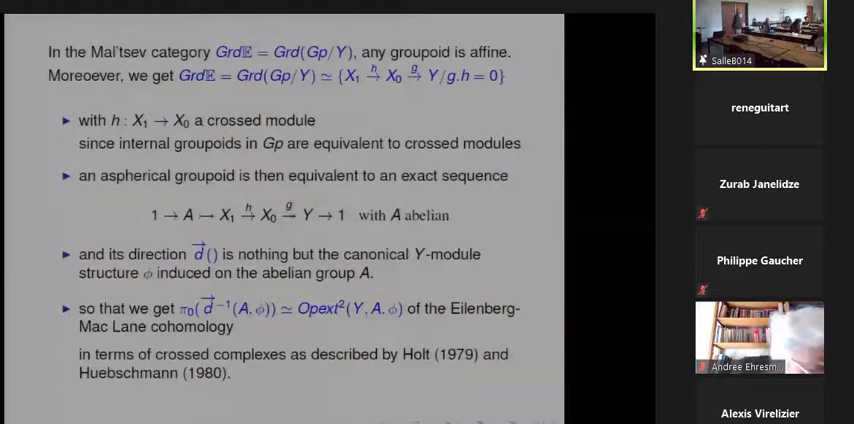 In the Mal'tsev category Grd𝔼 = Grd(Gp/Y), any groupoid is affine.
Moreoever, we get Grd𝔼 = Grd(Gp/Y) ≃ {X₁ →ʰ X₀ →ᵍ Y/g.h = 0}
▶ with h : X₁ → X₀ a crossed module
since internal groupoids in Gp are equivalent to crossed modules
▶ an aspherical groupoid is then equivalent to an exact sequence
1 → A ↣ X₁ →ʰ X₀ →ᵍ Y → 1 with A abelian
▶ and its direction d⃗() is nothing but the canonical Y-module
structure ϕ induced on the abelian group A.
▶ so that we get π₀(d⃗⁻¹(A, ϕ)) ≃ Opext²(Y, A, ϕ) of the Eilenberg-
Mac Lane cohomology
in terms of crossed complexes as described by Holt (1979) and
Huebschmann (1980).
SalleB014
reneguitart
Zurab Janelidze
Philippe Gaucher
Andree Ehresm...
Alexis Virelizier